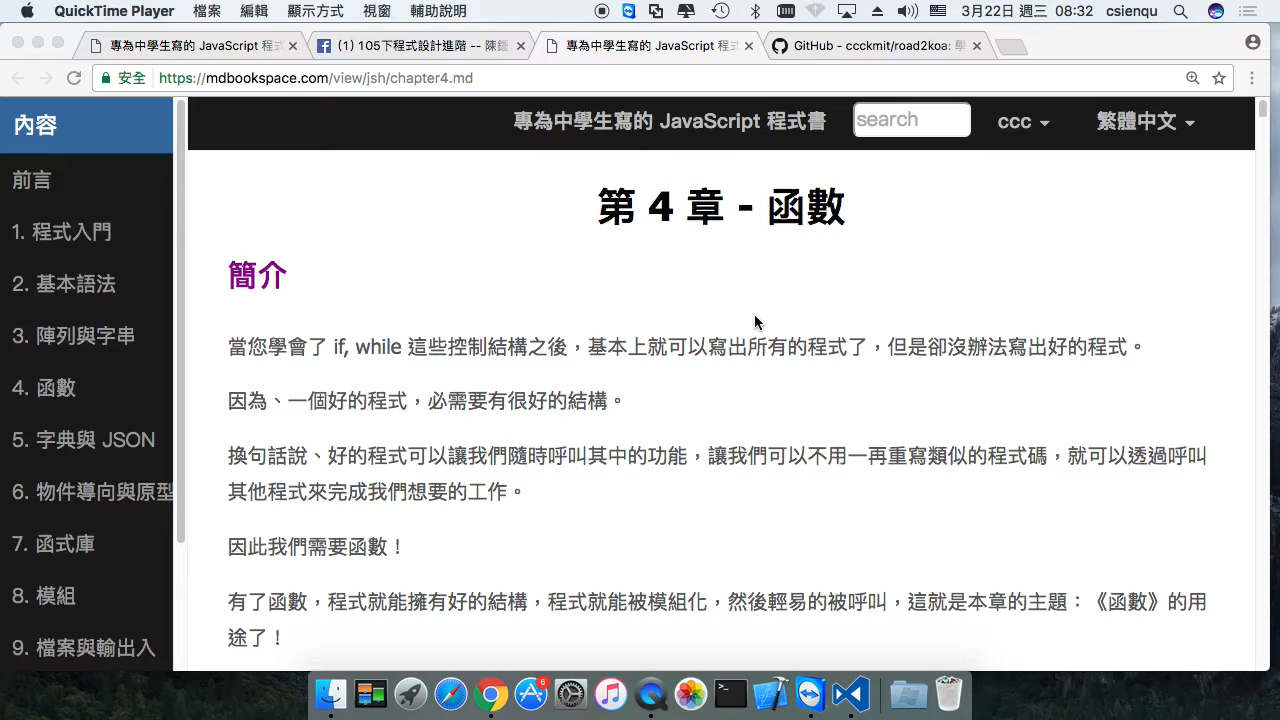 QuickTime Player 檔案 編輯 顯示方式 視窗 輔助說明 3月22日 週三 08:32 csienqu
專為中學生寫的 JavaScript 程式 (1) 105下程式設計進階 -- 陳鍾 專為中學生寫的 JavaScript 程式 GitHub - ccckmit/road2koa: 學
安全 https://mdbookspace.com/view/jsh/chapter4.md
內容
專為中學生寫的 JavaScript 程式書 search ccc 繁體中文
前言
1. 程式入門
2. 基本語法
3. 陣列與字串
4. 函數
5. 字典與 JSON
6. 物件導向與原型
7. 函式庫
8. 模組
9. 檔案與輸出入
第 4 章 - 函數
簡介
當您學會了 if, while 這些控制結構之後，基本上就可以寫出所有的程式了，但是卻沒辦法寫出好的程式。
因為、一個好的程式，必需要有很好的結構。
換句話說、好的程式可以讓我們隨時呼叫其中的功能，讓我們可以不用一再重寫類似的程式碼，就可以透過呼叫
其他程式來完成我們想要的工作。
因此我們需要函數！
有了函數，程式就能擁有好的結構，程式就能被模組化，然後輕易的被呼叫，這就是本章的主題：《函數》的用
途了！
6